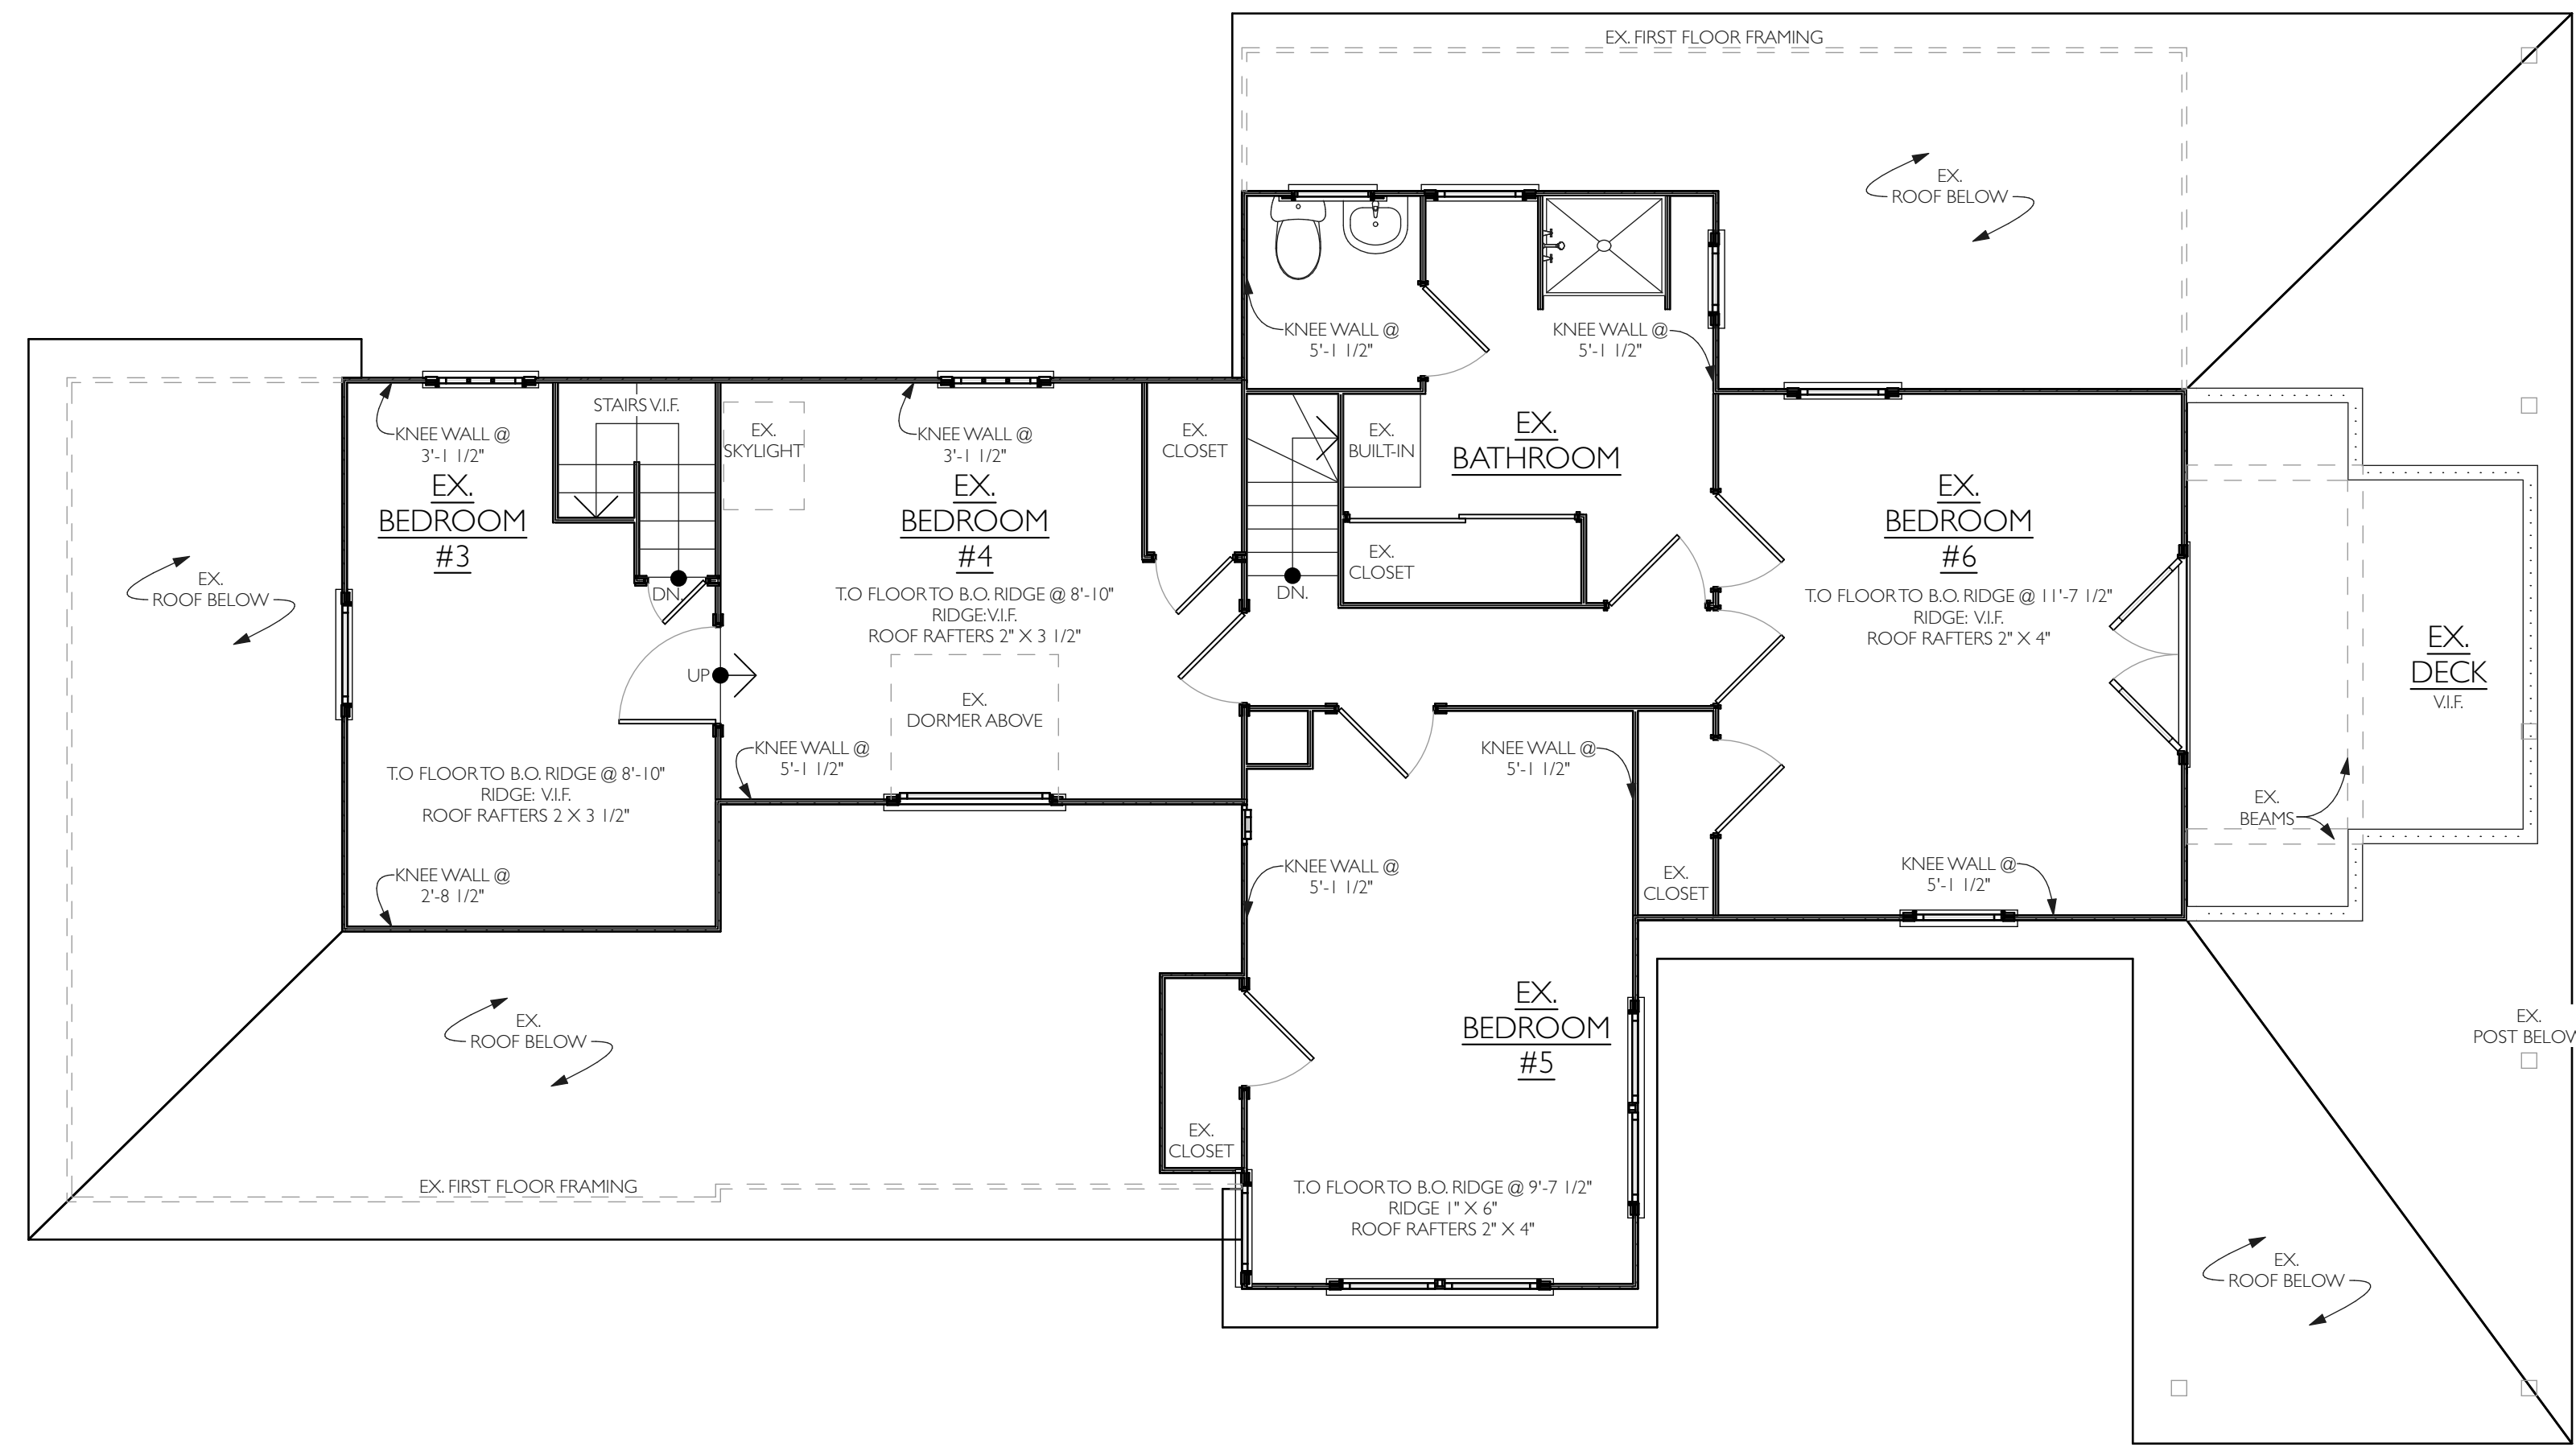 EX. FIRST FLOOR FRAMING
EX.
ROOF BELOW
KNEE WALL @
5'-1 1/2"
KNEE WALL @
5'-1 1/2"
STAIRS V.I.F.
KNEE WALL @
3'-1 1/2"
EX.
SKYLIGHT
KNEE WALL @
3'-1 1/2"
EX.
CLOSET
EX.
BUILT-IN
EX.
BATHROOM
EX.
BEDROOM
#3
EX.
BEDROOM
#4
T.O FLOOR TO B.O. RIDGE @ 8'-10"
RIDGE: V.I.F.
ROOF RAFTERS 2" X 3 1/2"
EX.
BEDROOM
#6
T.O FLOOR TO B.O. RIDGE @ 11'-7 1/2"
RIDGE: V.I.F.
ROOF RAFTERS 2" X 4"
EX.
CLOSET
EX.
ROOF BELOW
DN.
DN.
UP
EX.
DECK
V.I.F.
EX.
DORMER ABOVE
KNEE WALL @
5'-1 1/2"
KNEE WALL @
5'-1 1/2"
T.O FLOOR TO B.O. RIDGE @ 8'-10"
RIDGE: V.I.F.
ROOF RAFTERS 2 X 3 1/2"
EX.
BEAMS
KNEE WALL @
2'-8 1/2"
KNEE WALL @
5'-1 1/2"
EX.
CLOSET
KNEE WALL @
5'-1 1/2"
EX.
BEDROOM
#5
EX.
ROOF BELOW
EX.
POST BELOW
EX.
CLOSET
EX. FIRST FLOOR FRAMING
T.O FLOOR TO B.O. RIDGE @ 9'-7 1/2"
RIDGE 1" X 6"
ROOF RAFTERS 2" X 4"
EX.
ROOF BELOW